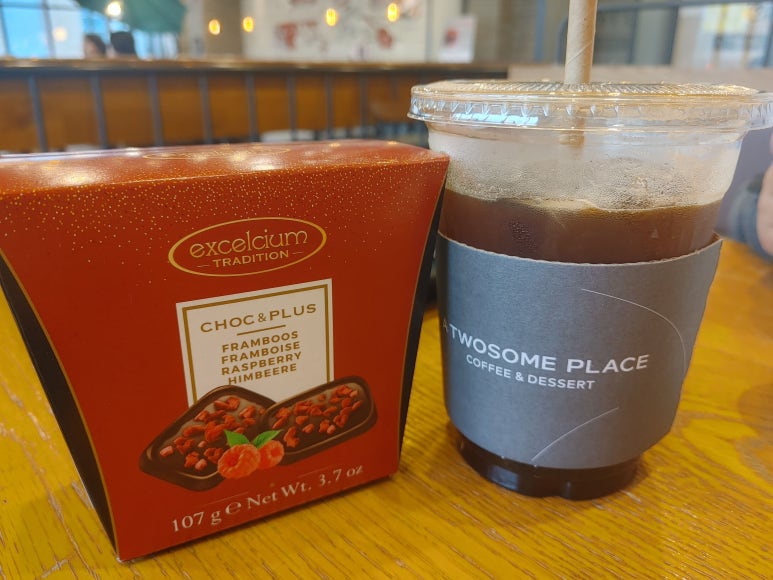 excelcium
TRADITION
CHOC & PLUS
FRAMBOOS
FRAMBOISE
RASPBERRY
HIMBEERE
107 g ℮ Net Wt. 3.7 oz
A TWOSOME PLACE
COFFEE & DESSERT